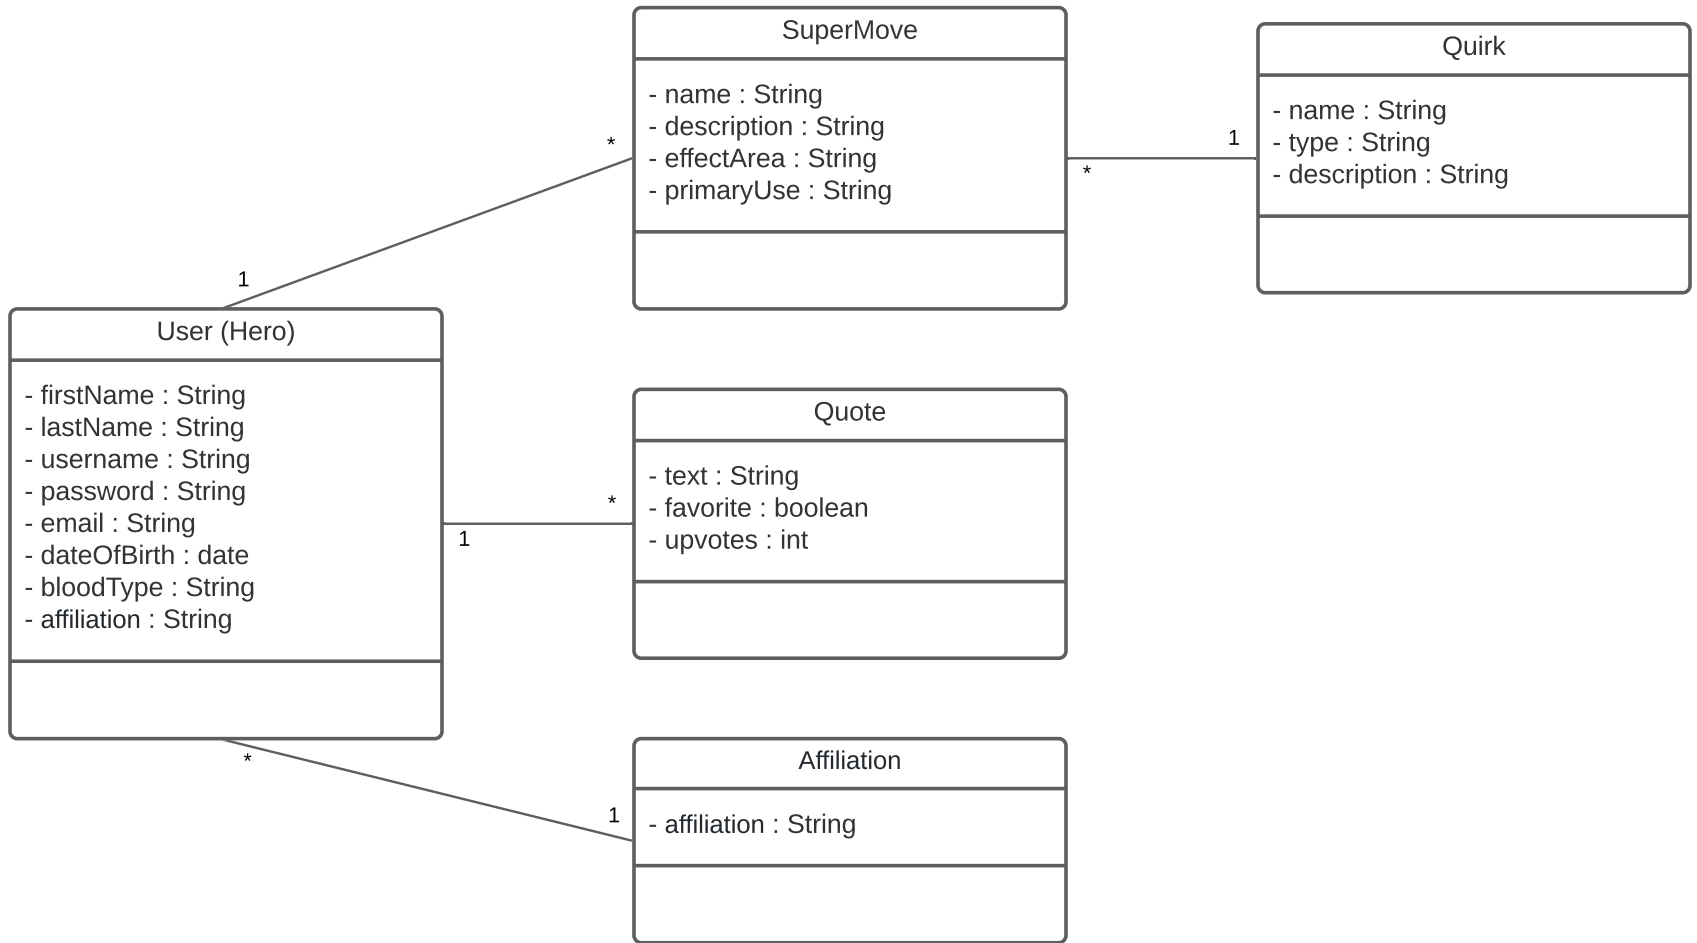 SuperMove
- name : String
- description : String
- effectArea : String
- primaryUse : String
Quirk
- name : String
- type : String
- description : String
*
1
*
1
User (Hero)
- firstName : String
- lastName : String
- username : String
- password : String
- email : String
- dateOfBirth : date
- bloodType : String
- affiliation : String
Quote
- text : String
- favorite : boolean
- upvotes : int
*
1
*
1
Affiliation
- affiliation : String